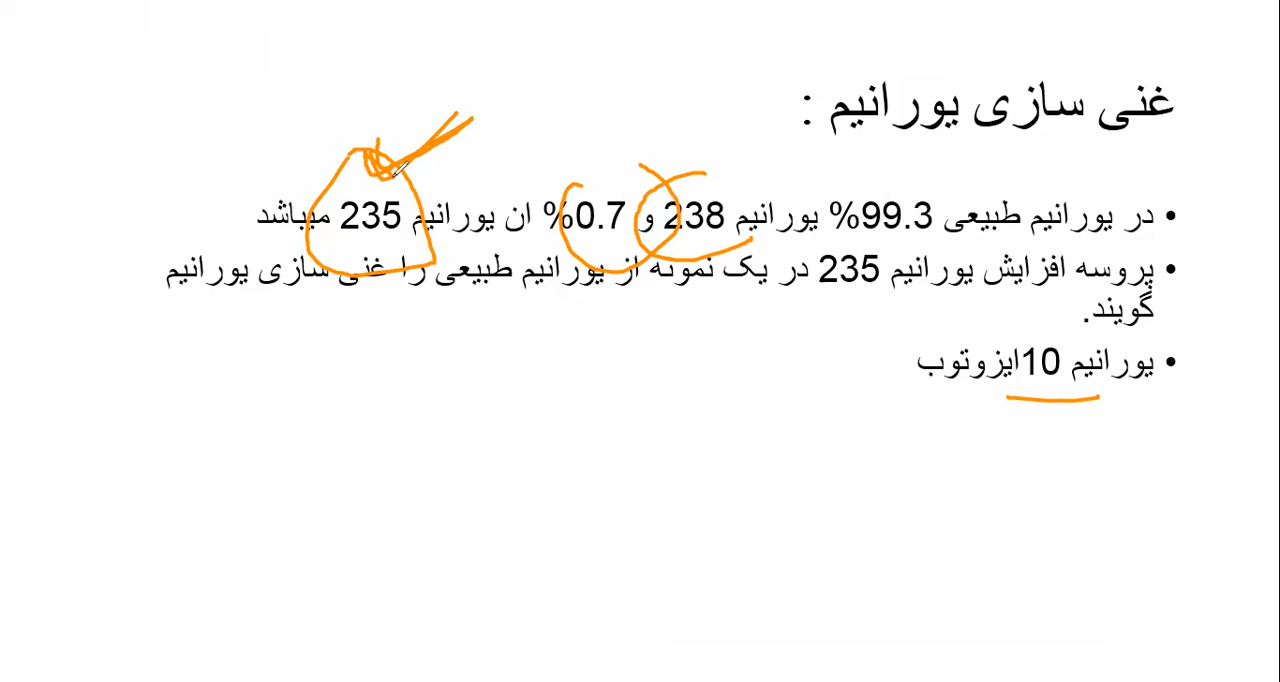 غنی سازی یورانیم :
• در یورانیم طبیعی 99.3% یورانیم 238 و 0.7% ان یورانیم 235 میباشد
• پروسه افزایش یورانیم 235 در یک نمونه از یورانیم طبیعی را غنی سازی یورانیم
گویند.
• یورانیم 10ایزوتوب